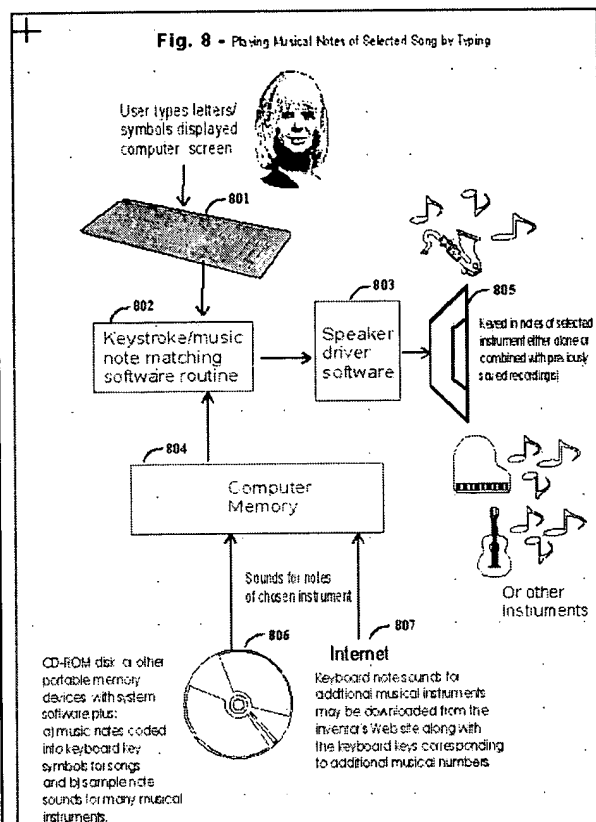 Fig. 8 - Playing Musical Notes of Selected Song by Typing
User types letters/
symbols displayed
computer screen
801
802
Keystroke/music
note matching
software routine
803
Speaker
driver
software
805
Keyed in notes of selected
instrument either alone or
combined with previously
saved recordings)
804
Computer
Memory
Sounds for notes
of chosen instrument
Or other
Instruments
806
CD-ROM disk or other
portable memory
devices with system
software plus:
a) music notes coded
into keyboard key
symbols for songs
and b) sample note
sounds for many musical
instruments.
807
Internet
Keyboard note sounds for
additional musical instruments
may be downloaded from the
inventor's Web site along with
the keyboard keys corresponding
to additional musical numbers